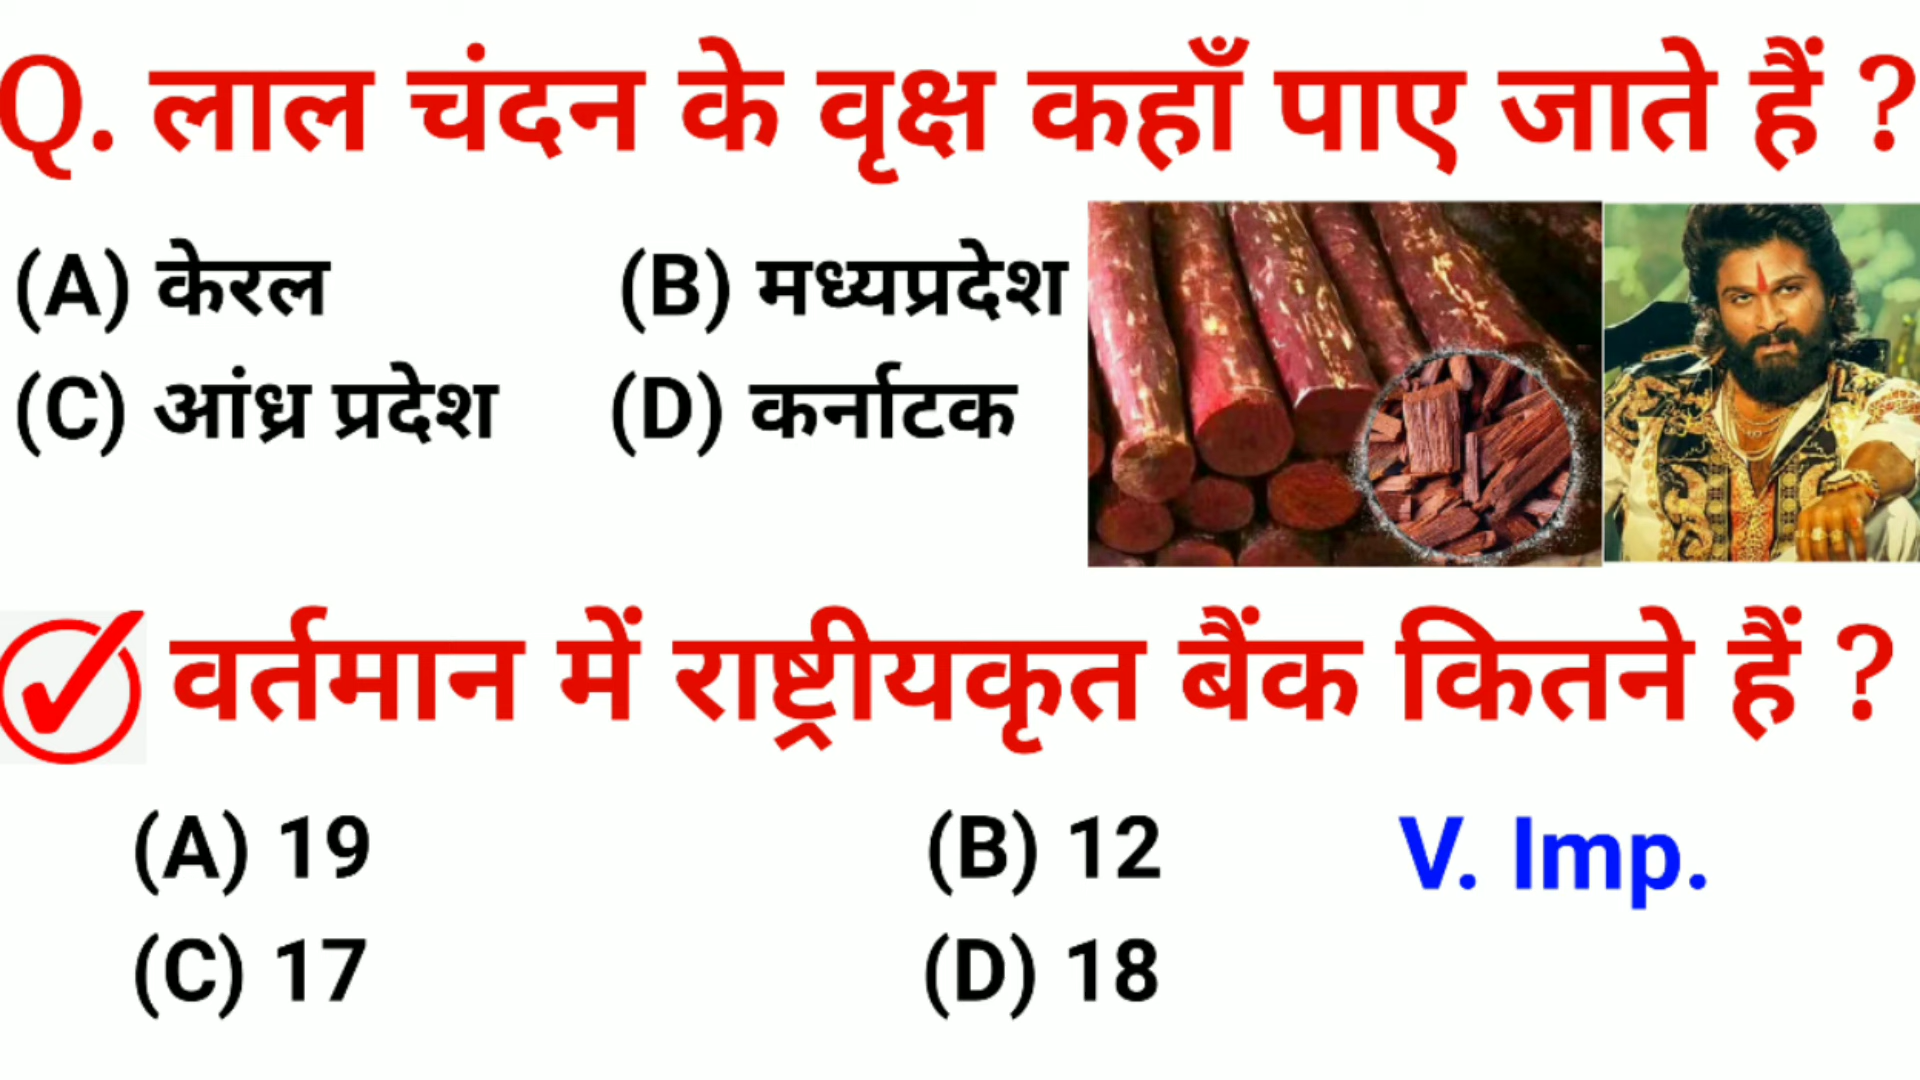 Q. लाल चंदन के वृक्ष कहाँ पाए जाते हैं ?
(A) केरल (B) मध्यप्रदेश
(C) आंध्र प्रदेश (D) कर्नाटक
वर्तमान में राष्ट्रीयकृत बैंक कितने हैं ?
(A) 19 (B) 12 V. Imp.
(C) 17 (D) 18